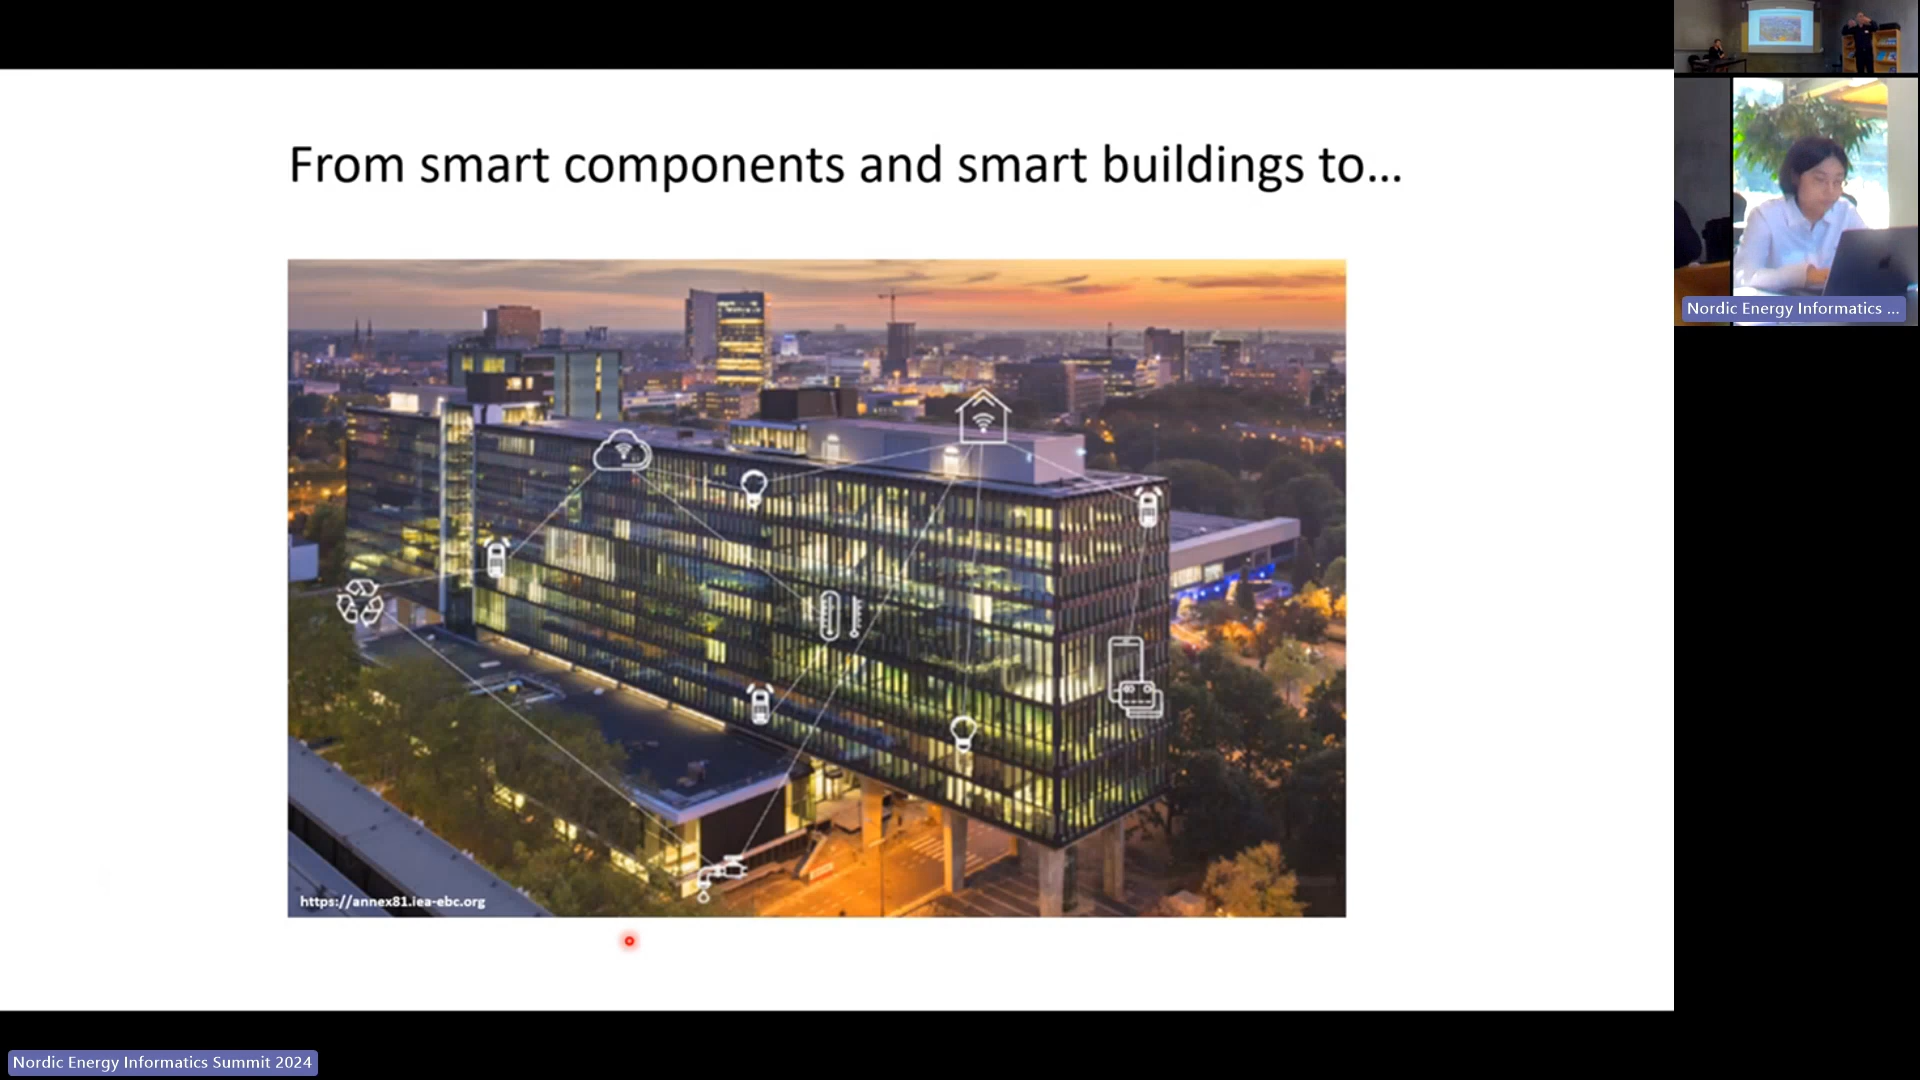 From smart components and smart buildings to...
https://annex81.iea-ebc.org
Nordic Energy Informatics ...
Nordic Energy Informatics Summit 2024